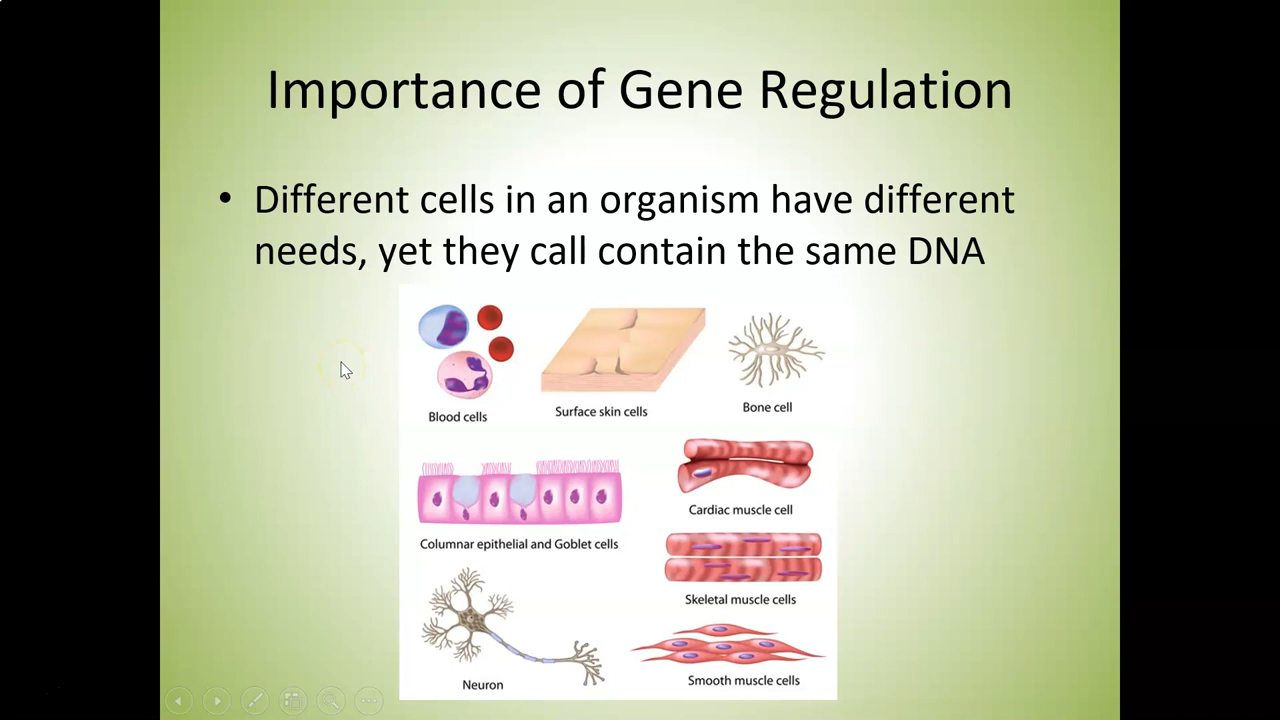 Importance of Gene Regulation
• Different cells in an organism have different
needs, yet they call contain the same DNA
Blood cells
Surface skin cells
Bone cell
Cardiac muscle cell
Columnar epithelial and Goblet cells
Skeletal muscle cells
Neuron
Smooth muscle cells